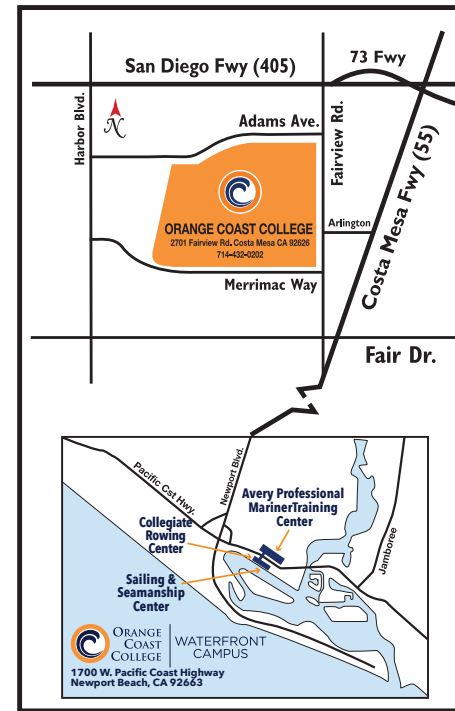 San Diego Fwy (405)
73 Fwy
Harbor Blvd.
N
Adams Ave.
Fairview Rd.
Costa Mesa Fwy (55)
ORANGE COAST COLLEGE
2701 Fairview Rd. Costa Mesa CA 92626
714-432-0202
Arlington
Merrimac Way
Fair Dr.
Pacific Cst Hwy.
Newport Blvd.
Avery Professional
MarinerTraining
Center
Collegiate
Rowing
Center
Jamboree
Sailing &
Seamanship
Center
ORANGE
COAST
COLLEGE
WATERFRONT
CAMPUS
1700 W. Pacific Coast Highway
Newport Beach, CA 92663